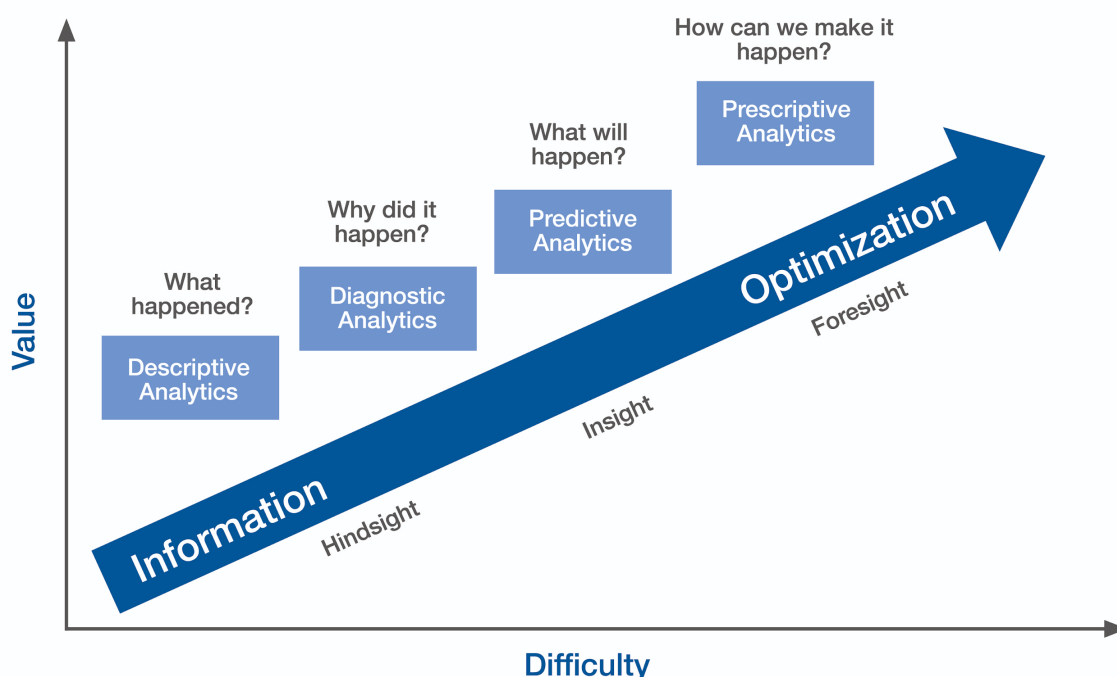 How can we make it
happen?
Prescriptive
Analytics
What will
happen?
Predictive
Analytics
Why did it
happen?
Diagnostic
Analytics
What
happened?
Descriptive
Analytics
Value
Information
Optimization
Hindsight
Insight
Foresight
Difficulty